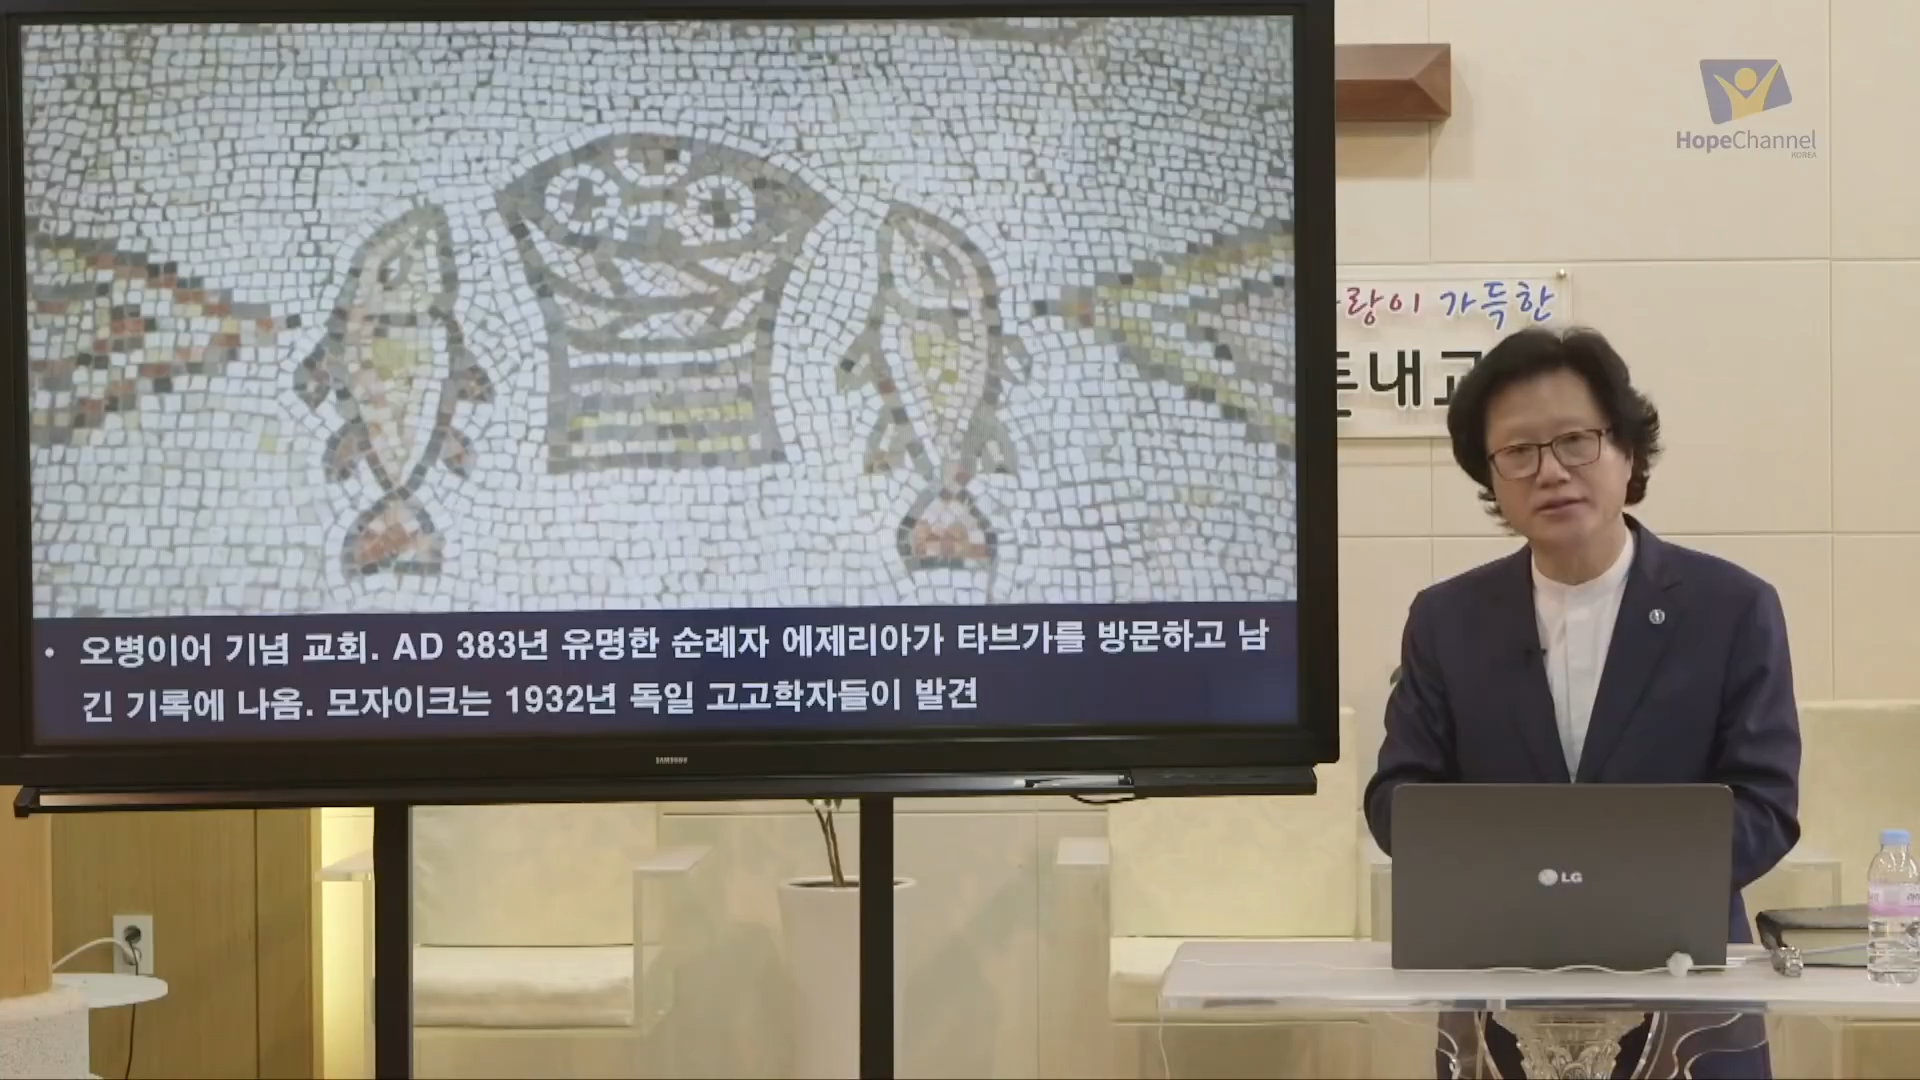 HopeChannel
KOREA
랑이 가득한
내
• 오병이어 기념 교회. AD 383년 유명한 순례자 에제리아가 타브가를 방문하고 남
긴 기록에 나옴. 모자이크는 1932년 독일 고고학자들이 발견
SAMSUNG
LG